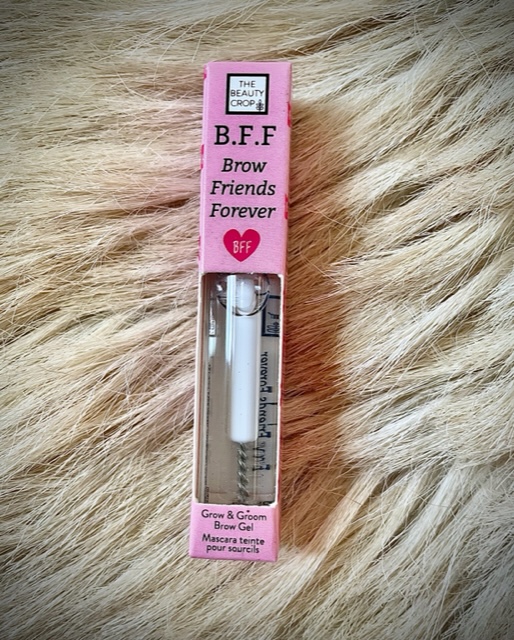 THE
BEAUTY
CROP
B.F.F
Brow
Friends
Forever
BFF
Grow & Groom
Brow Gel
Mascara teinte
pour sourcils